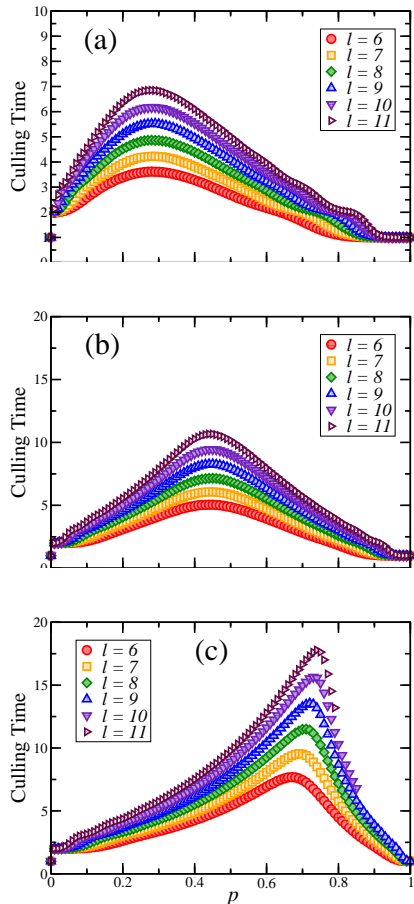 10
9
8
7
6
5
4
3
2
1
0
Culling Time
(a)
l = 6
l = 7
l = 8
l = 9
l = 10
l = 11
20
15
10
5
0
Culling Time
(b)
l = 6
l = 7
l = 8
l = 9
l = 10
l = 11
20
15
10
5
0
Culling Time
(c)
l = 6
l = 7
l = 8
l = 9
l = 10
l = 11
0 0.2 0.4 0.6 0.8 1
p